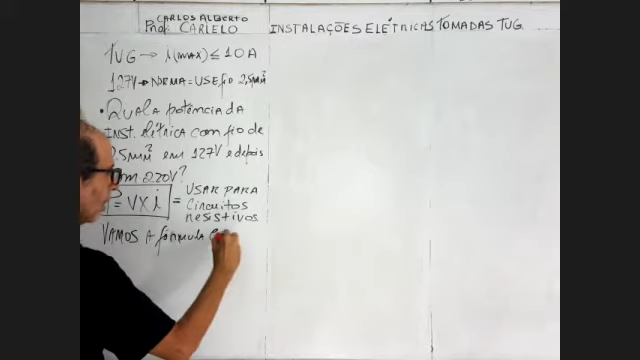 CARLOS ALBERTO
Prof. CARLELO
INSTALAÇÕES ELÉTRICAS TOMADAS TUG
TUG → i(MAX) ≤ 10A
127V → NORMA = USE fio 2,5mm²
• Qual a potência da
INST. elétrica com fio de
2.5mm² em 127V e depois
em 220V?
P = V x i = USAR PARA
Circuitos
resistivos
VAMOS A fórmula